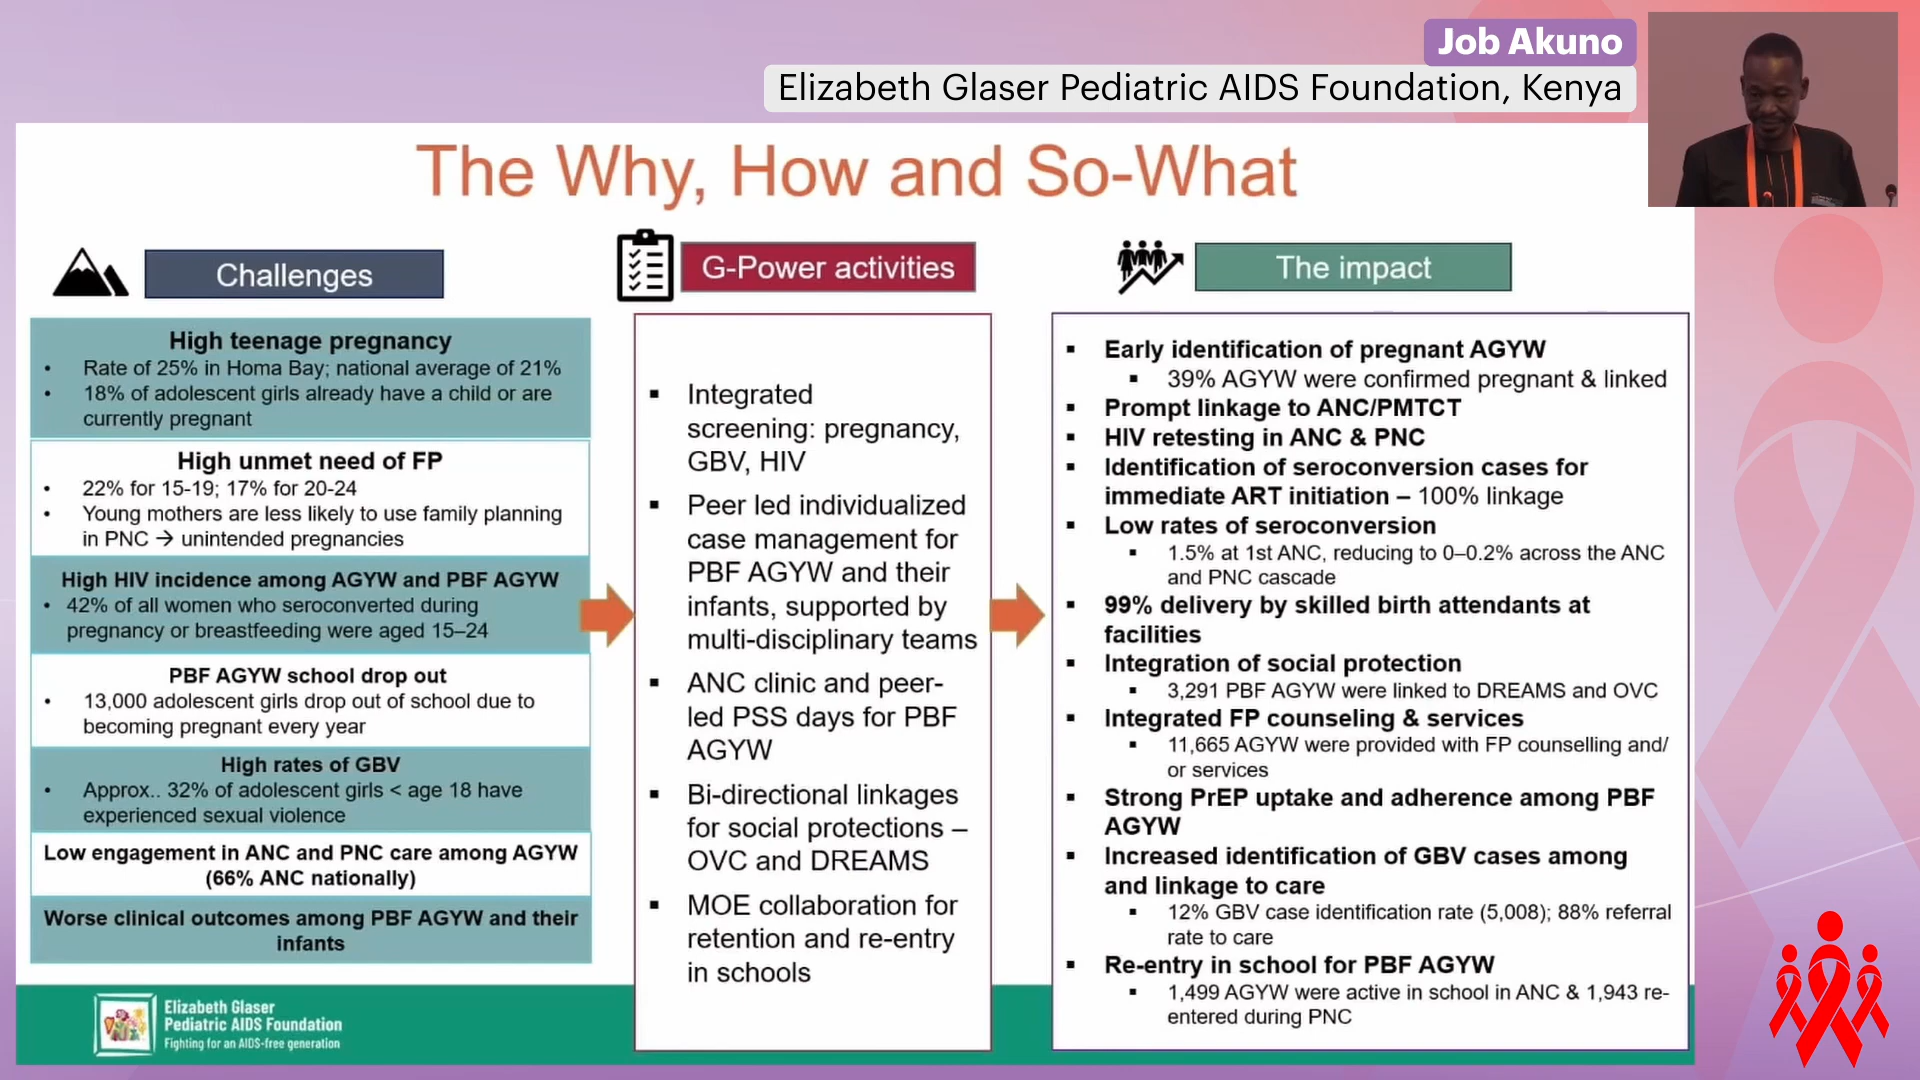 Job Akuno
Elizabeth Glaser Pediatric AIDS Foundation, Kenya
The Why, How and So-What
Challenges
High teenage pregnancy
• Rate of 25% in Homa Bay; national average of 21%
• 18% of adolescent girls already have a child or are
currently pregnant
High unmet need of FP
• 22% for 15-19; 17% for 20-24
• Young mothers are less likely to use family planning
in PNC → unintended pregnancies
High HIV incidence among AGYW and PBF AGYW
• 42% of all women who seroconverted during
pregnancy or breastfeeding were aged 15–24
PBF AGYW school drop out
• 13,000 adolescent girls drop out of school due to
becoming pregnant every year
High rates of GBV
• Approx.. 32% of adolescent girls < age 18 have
experienced sexual violence
Low engagement in ANC and PNC care among AGYW
(66% ANC nationally)
Worse clinical outcomes among PBF AGYW and their
infants
G-Power activities
▪ Integrated
screening: pregnancy,
GBV, HIV
▪ Peer led individualized
case management for
PBF AGYW and their
infants, supported by
multi-disciplinary teams
▪ ANC clinic and peer-
led PSS days for PBF
AGYW
▪ Bi-directional linkages
for social protections –
OVC and DREAMS
▪ MOE collaboration for
retention and re-entry
in schools
The impact
▪ Early identification of pregnant AGYW
▪ 39% AGYW were confirmed pregnant & linked
▪ Prompt linkage to ANC/PMTCT
▪ HIV retesting in ANC & PNC
▪ Identification of seroconversion cases for
immediate ART initiation – 100% linkage
▪ Low rates of seroconversion
▪ 1.5% at 1st ANC, reducing to 0–0.2% across the ANC
and PNC cascade
▪ 99% delivery by skilled birth attendants at
facilities
▪ Integration of social protection
▪ 3,291 PBF AGYW were linked to DREAMS and OVC
▪ Integrated FP counseling & services
▪ 11,665 AGYW were provided with FP counselling and/
or services
▪ Strong PrEP uptake and adherence among PBF
AGYW
▪ Increased identification of GBV cases among
and linkage to care
▪ 12% GBV case identification rate (5,008); 88% referral
rate to care
▪ Re-entry in school for PBF AGYW
▪ 1,499 AGYW were active in school in ANC & 1,943 re-
entered during PNC
Elizabeth Glaser
Pediatric AIDS Foundation
Fighting for an AIDS-free generation